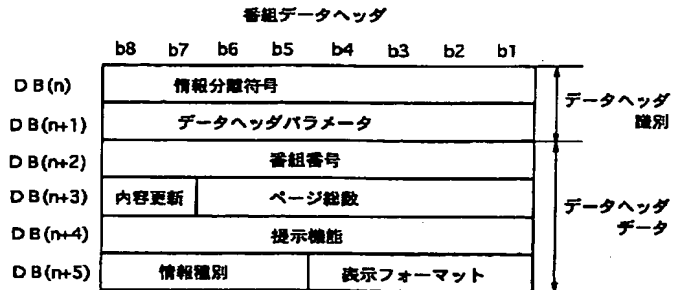 番組データヘッダ
b8 b7 b6 b5 b4 b3 b2 b1
DB(n) 情報分離符号
DB(n+1) データヘッダパラメータ
データヘッダ
識別
DB(n+2) 番組番号
DB(n+3) 内容更新 ページ総数
DB(n+4) 提示機能
DB(n+5) 情報種別 表示フォーマット
データヘッダ
データ